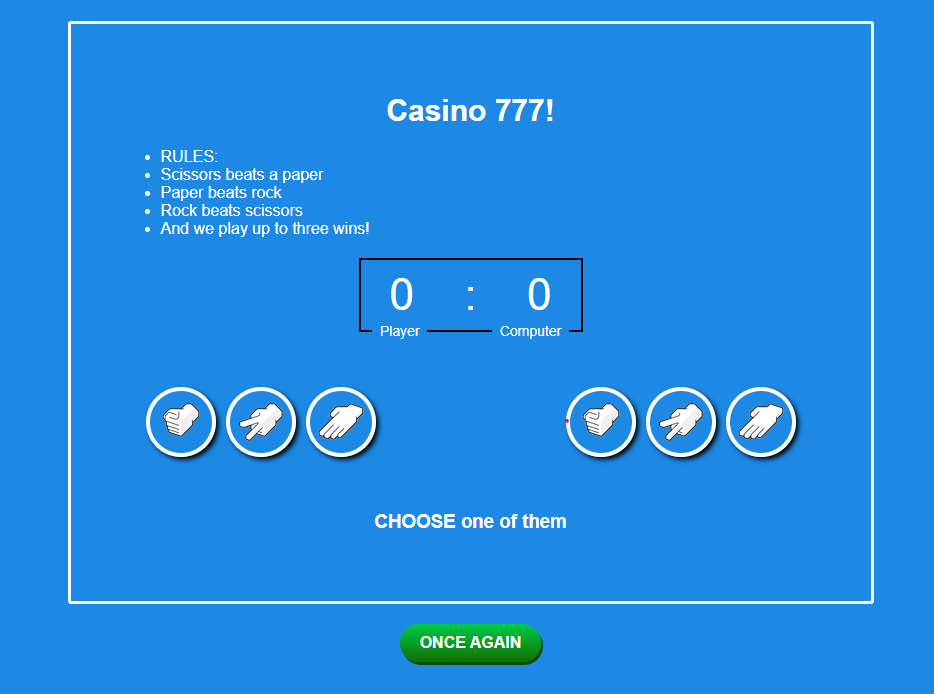 Casino 777!
RULES:
Scissors beats a paper
Paper beats rock
Rock beats scissors
And we play up to three wins!
0 : 0
Player Computer
CHOOSE one of them
ONCE AGAIN